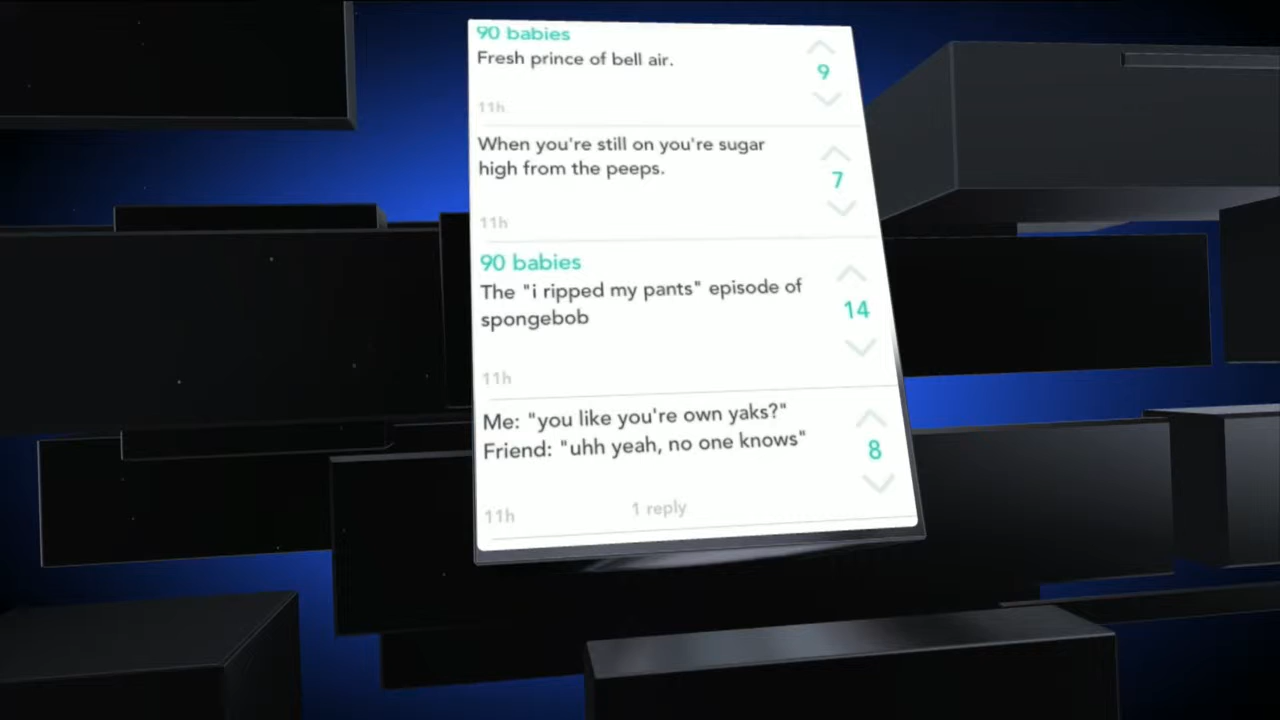 90 babies
Fresh prince of bell air.
9
11h
When you're still on you're sugar
high from the peeps.
7
11h
90 babies
The "i ripped my pants" episode of
spongebob
14
11h
Me: "you like you're own yaks?"
Friend: "uhh yeah, no one knows"
8
11h
1 reply